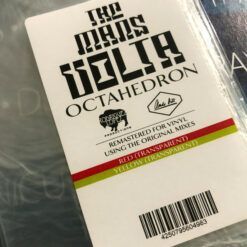 THE
MARS
VOLTA
OCTAHEDRON
REMASTERED FOR VINYL
USING THE ORIGINAL MIXES
RED (TRANSPARENT)
YELLOW (TRANSPARENT)
4250795604983